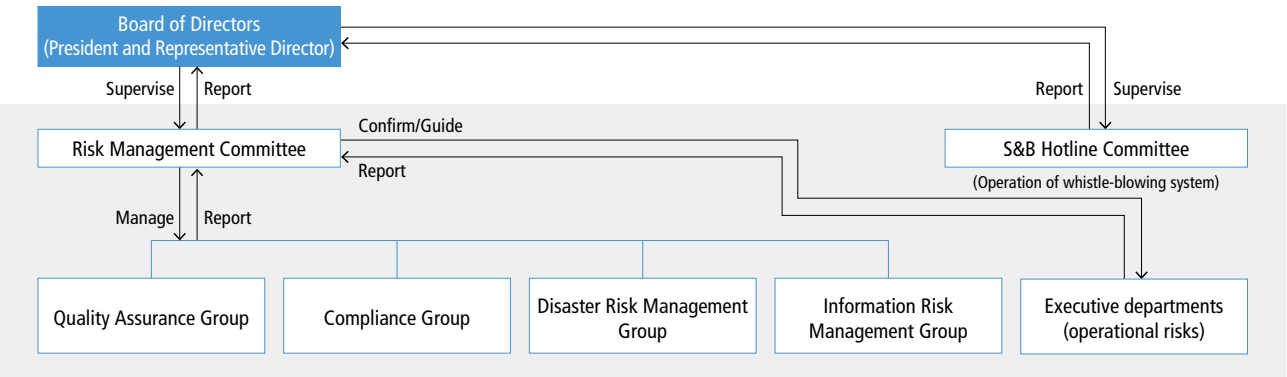 Board of Directors
(President and Representative Director)
Supervise
Report
Report
Supervise
Confirm/Guide
Risk Management Committee
S&B Hotline Committee
Report
(Operation of whistle-blowing system)
Manage
Report
Quality Assurance Group
Compliance Group
Disaster Risk Management
Group
Information Risk
Management Group
Executive departments
(operational risks)